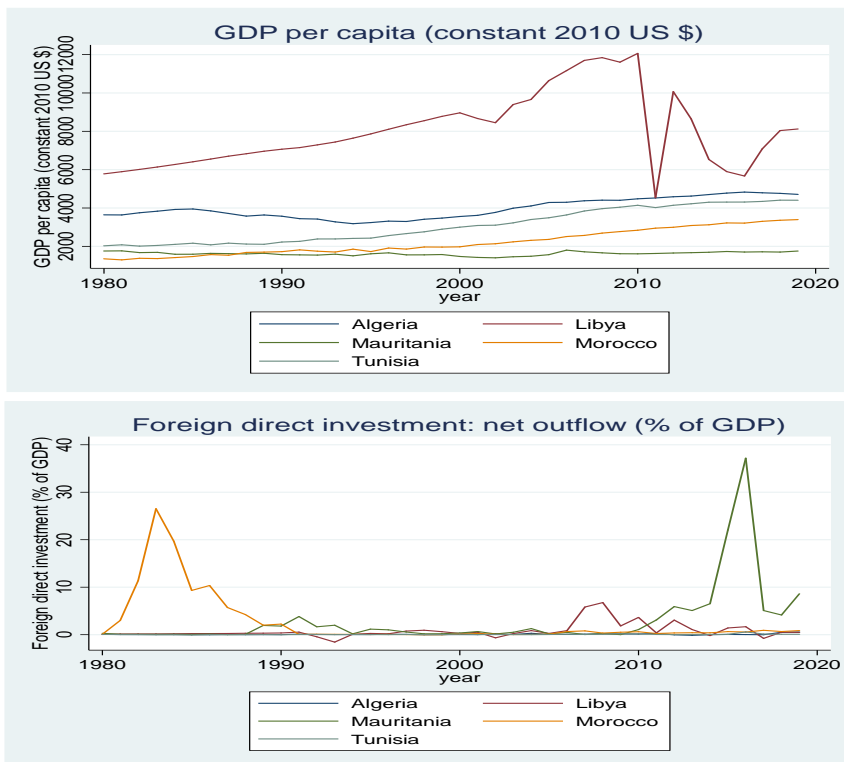 GDP per capita (constant 2010 US $)
GDP per capita (constant 2010 US $)
2000 4000 6000 8000 10000 12000
1980 1990 2000 2010 2020
year
Algeria Libya
Mauritania Morocco
Tunisia
Foreign direct investment: net outflow (% of GDP)
Foreign direct investment (% of GDP)
0 10 20 30 40
1980 1990 2000 2010 2020
year
Algeria Libya
Mauritania Morocco
Tunisia